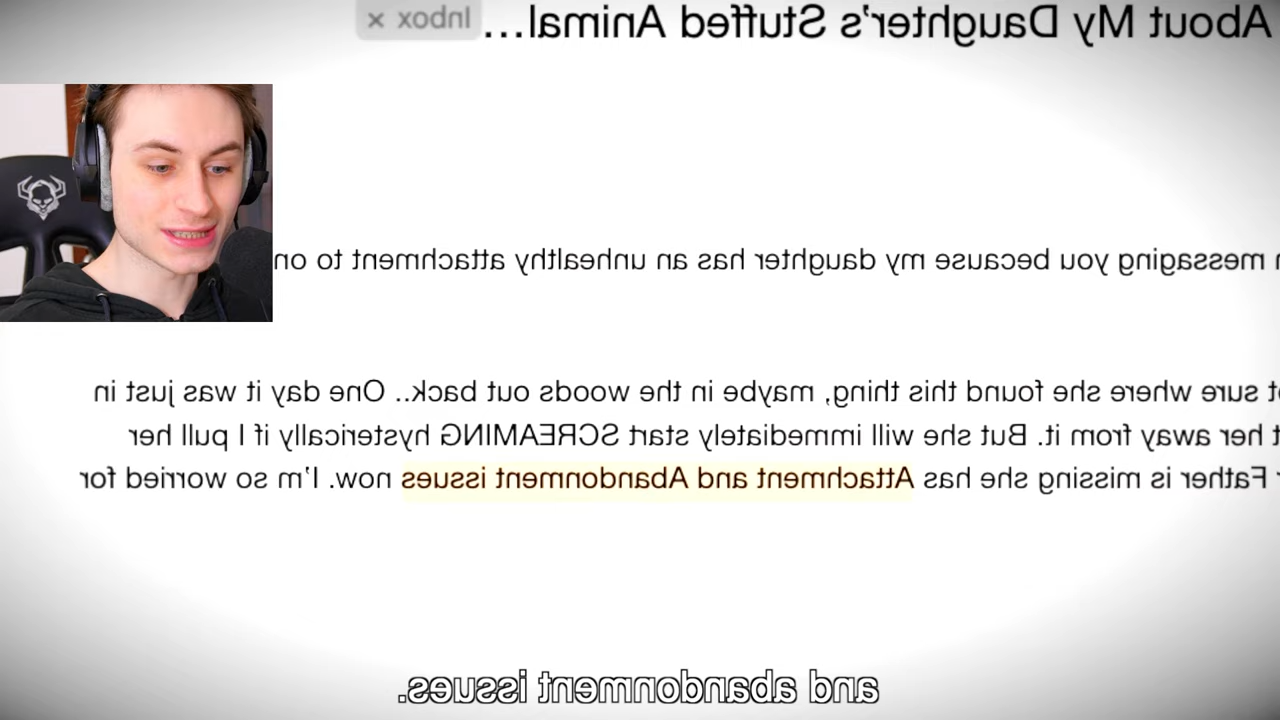 About My Daughter's Stuffed Animal... Inbox ×
messaging you because my daughter has an unhealthy attachment to on
sure where she found this thing, maybe in the woods out back.. One day it was just in
her away from it. But she will immediately start SCREAMING hysterically if I pull her
Father is missing she has Attachment and Abandonment issues now. I'm so worried for
and abandonment issues.